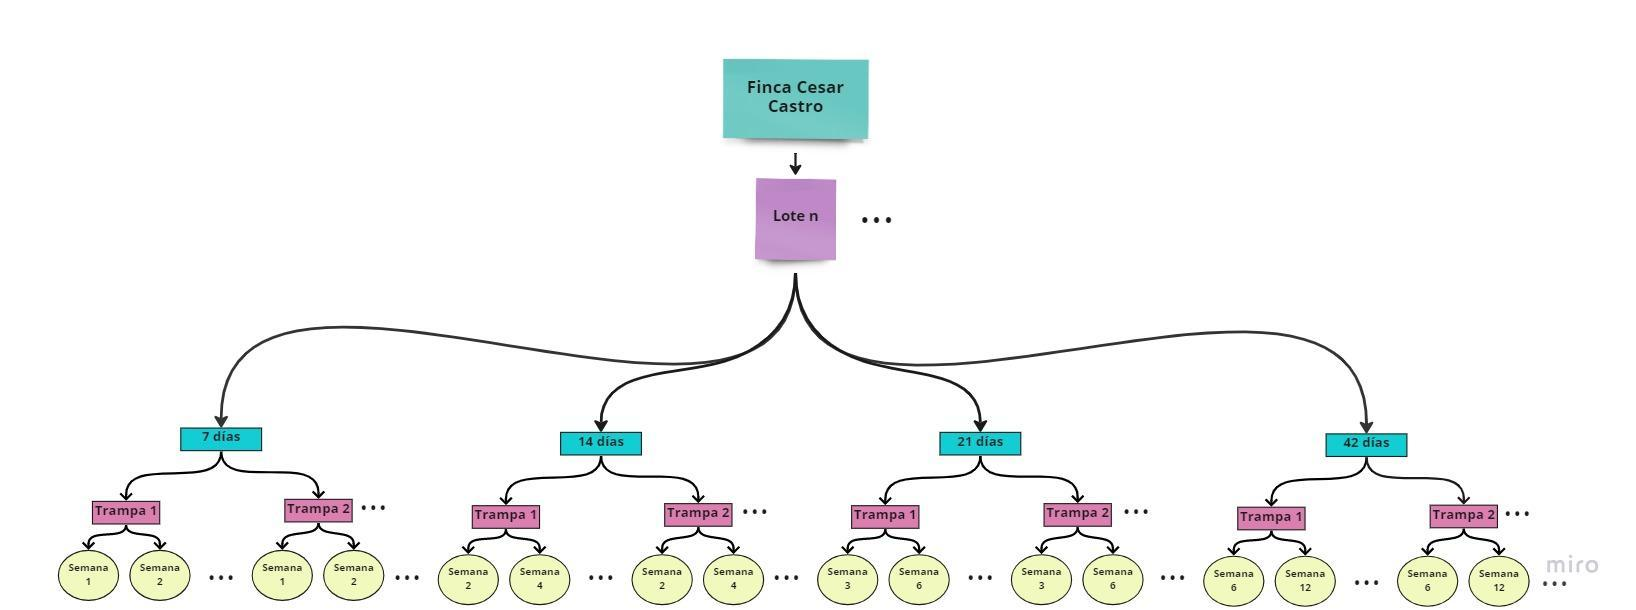 Finca Cesar
Castro
Lote n
...
7 días
14 días
21 días
42 días
Trampa 1
Trampa 2
...
Trampa 1
Trampa 2
...
Trampa 1
Trampa 2
...
Trampa 1
Trampa 2
...
Semana
1
Semana
2
...
Semana
1
Semana
2
...
Semana
2
Semana
4
...
Semana
2
Semana
4
...
Semana
3
Semana
6
...
Semana
3
Semana
6
...
Semana
6
Semana
12
...
Semana
6
Semana
12
...
miro